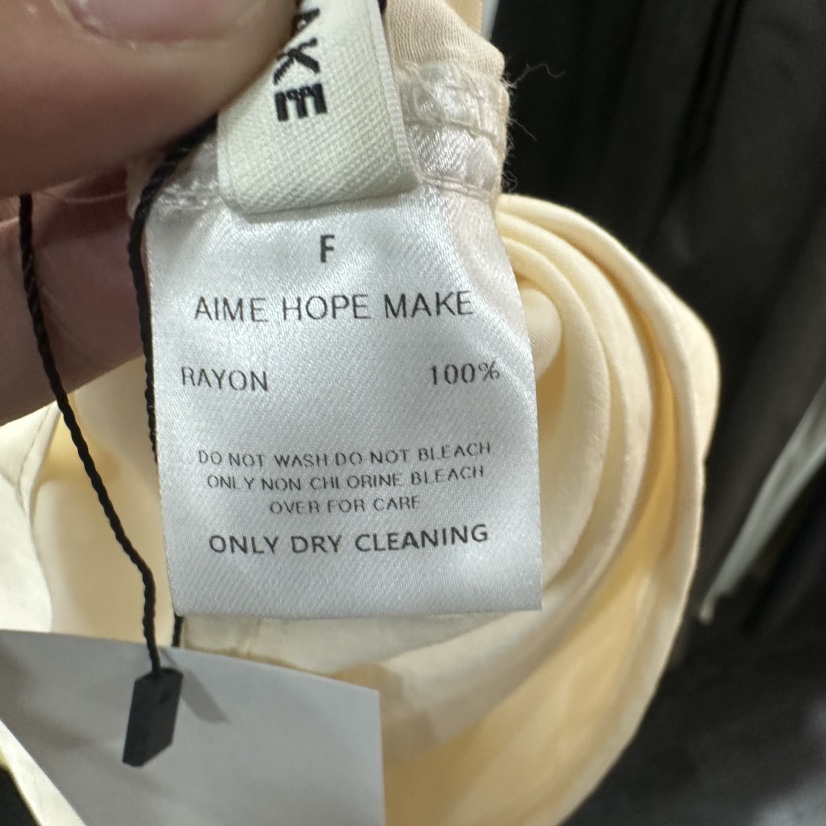 AKE
F
AIME HOPE MAKE
RAYON 100%
DO NOT WASH DO NOT BLEACH
ONLY NON CHLORINE BLEACH
OVER FOR CARE
ONLY DRY CLEANING